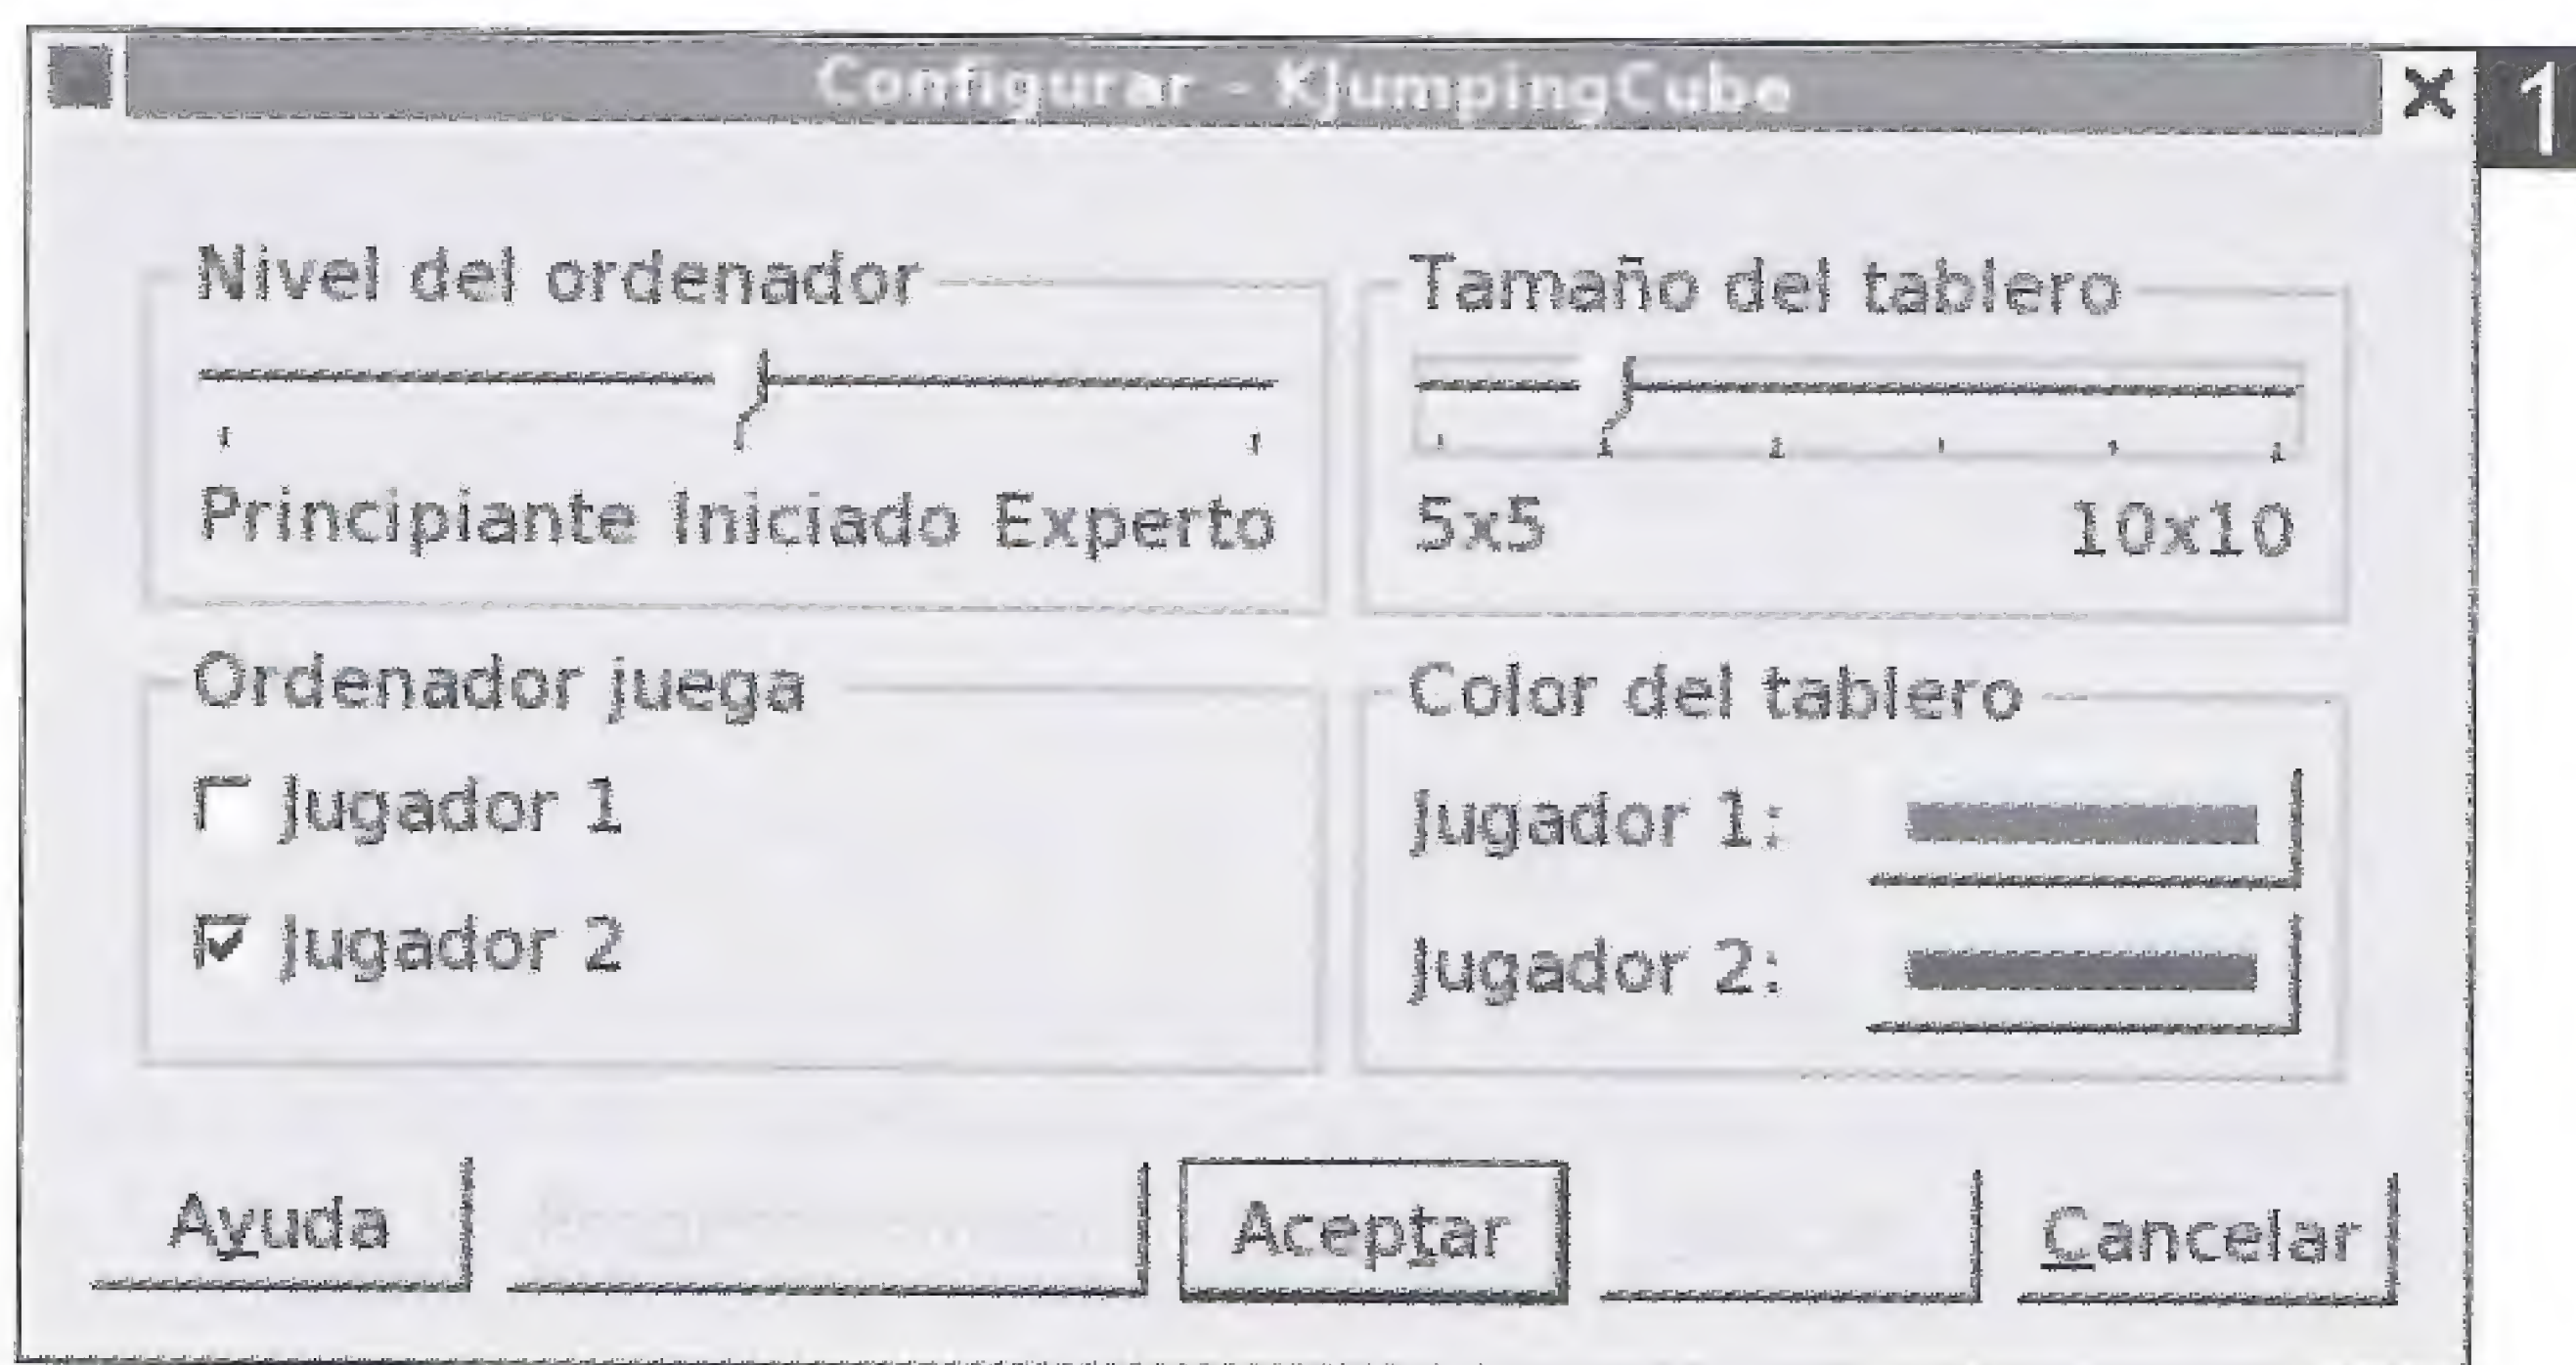 Configurar - KJumpingCube
1
Nivel del ordenador
Principiante Iniciado Experto
Tamaño del tablero
5x5 10x10
Ordenador juega
Jugador 1
Jugador 2
Color del tablero
Jugador 1:
Jugador 2:
Ayuda
Aceptar
Cancelar